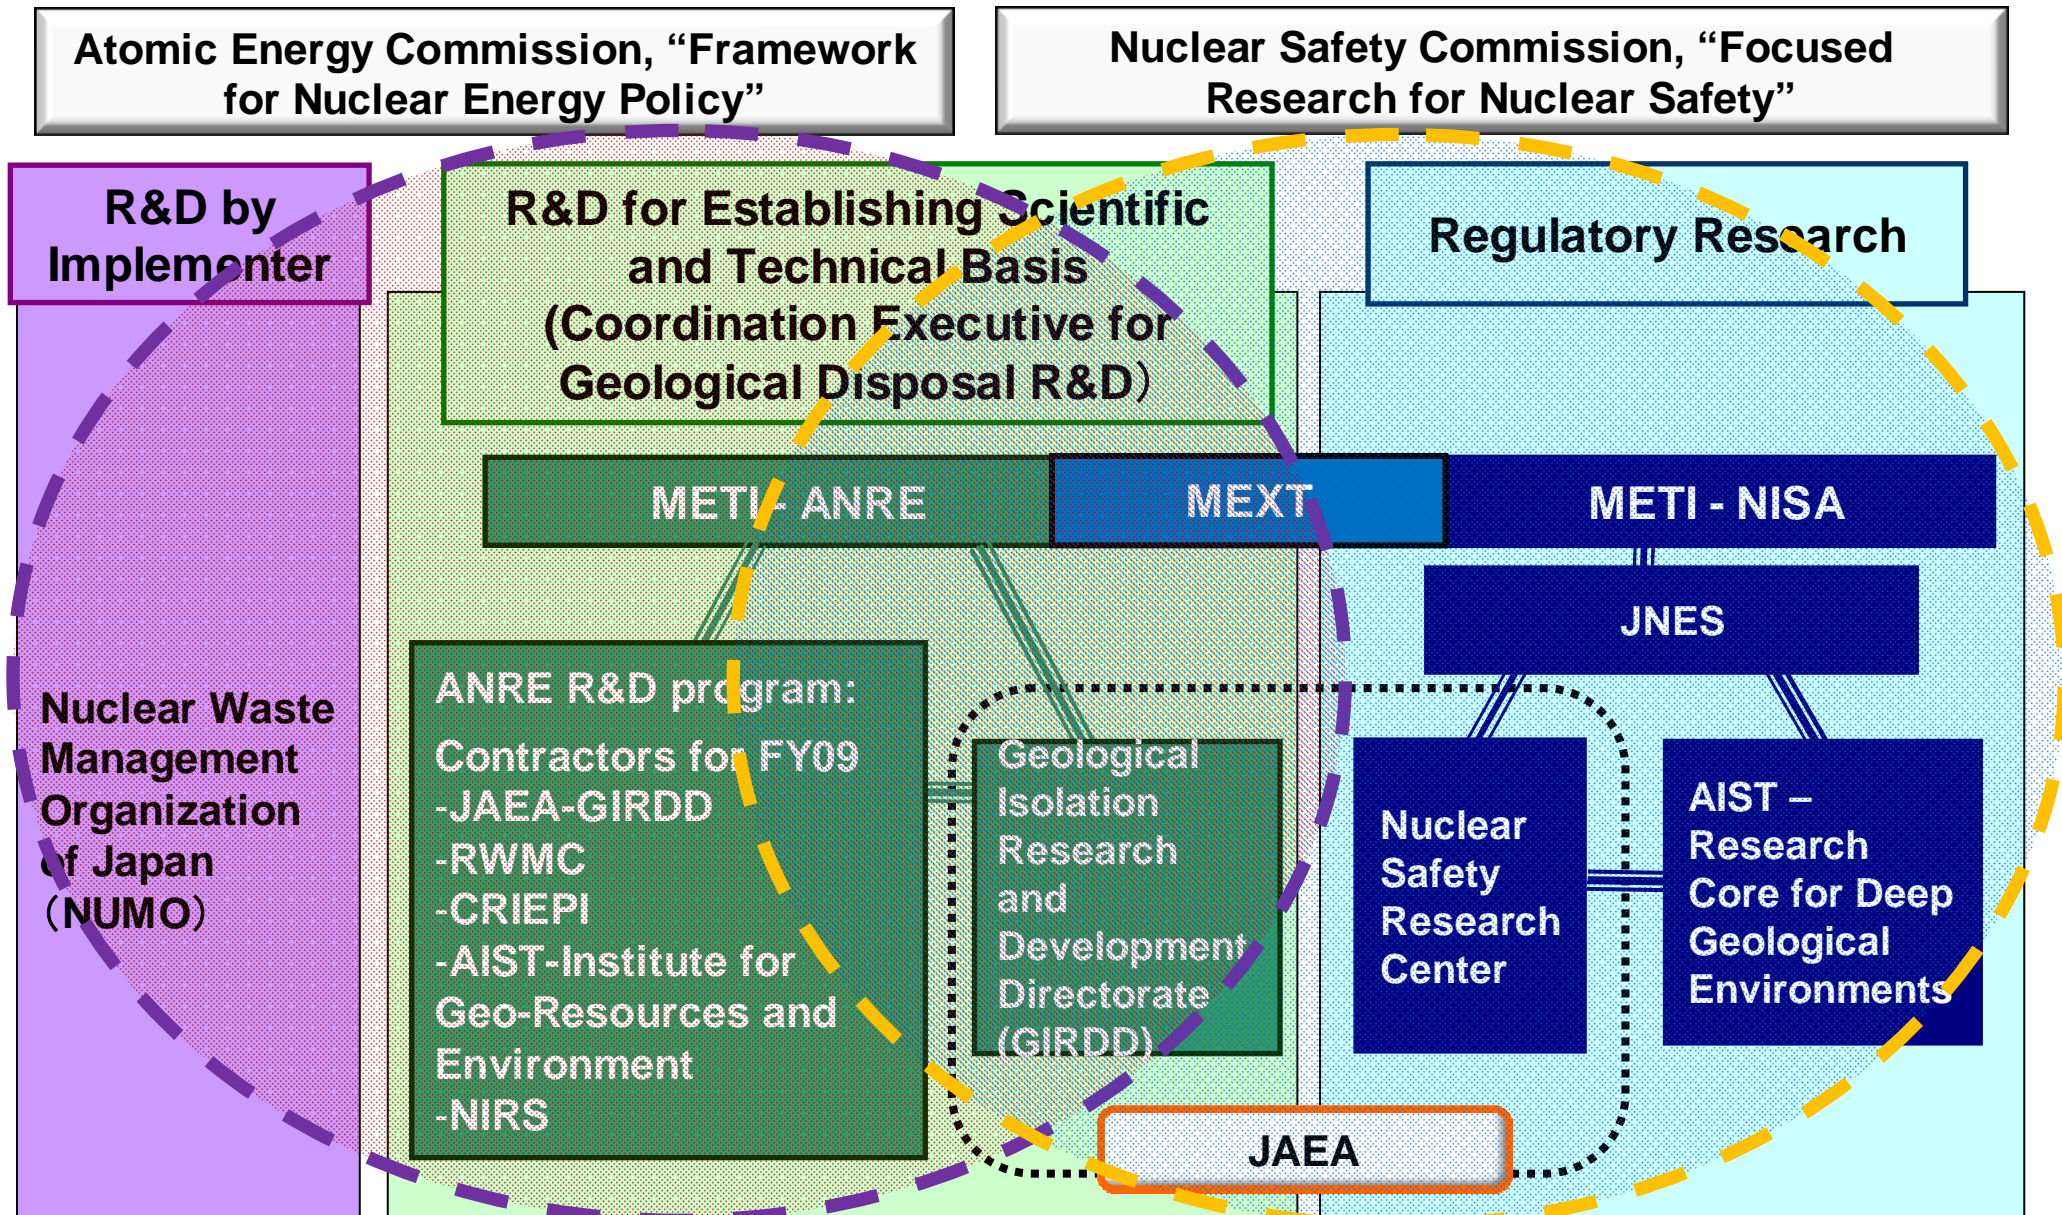 Atomic Energy Commission, “Framework
for Nuclear Energy Policy”
Nuclear Safety Commission, “Focused
Research for Nuclear Safety”
R&D by
Implementer
R&D for Establishing Scientific
and Technical Basis
(Coordination Executive for
Geological Disposal R&D）
Regulatory Research
METI - ANRE
MEXT
METI - NISA
JNES
Nuclear Waste
Management
Organization
of Japan
（NUMO）
ANRE R&D program:
Contractors for FY09
-JAEA-GIRDD
-RWMC
-CRIEPI
-AIST-Institute for
Geo-Resources and
Environment
-NIRS
Geological
Isolation
Research
and
Development
Directorate
(GIRDD)
Nuclear
Safety
Research
Center
AIST –
Research
Core for Deep
Geological
Environments
JAEA